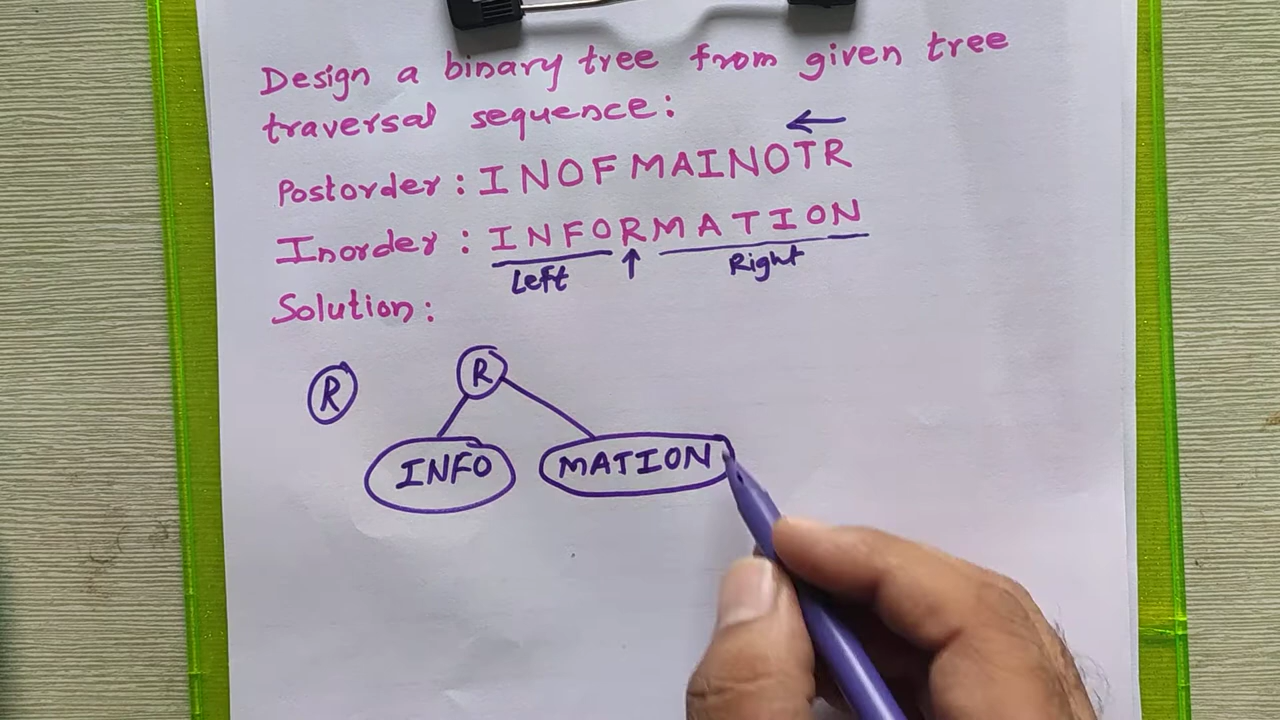 Design a binary tree from given tree
traversal sequence:
Postorder: INOFMAINOTR
Inorder: INFORMATION
Left Right
Solution:
R R
INFO MATION